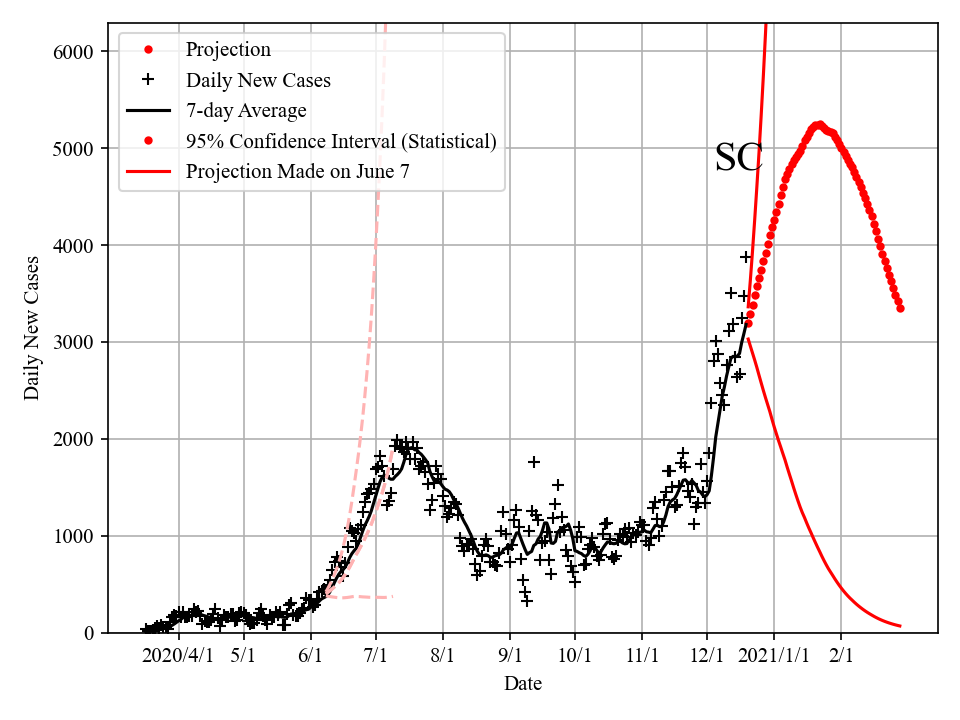 6000
5000
4000
3000
2000
1000
0
Daily New Cases
Projection
Daily New Cases
7-day Average
95% Confidence Interval (Statistical)
Projection Made on June 7
SC
2020/4/1 5/1 6/1 7/1 8/1 9/1 10/1 11/1 12/1 2021/1/1 2/1
Date